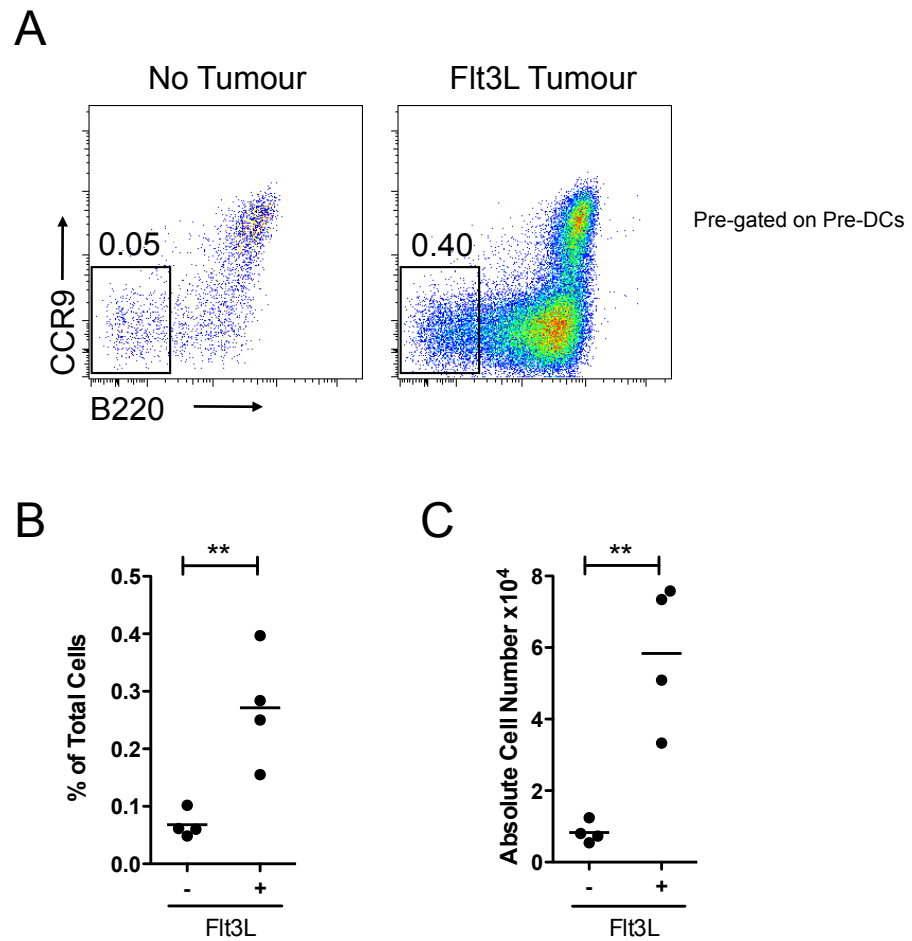 A
No Tumour
Flt3L Tumour
0.05
0.40
Pre-gated on Pre-DCs
CCR9
B220
B
C
**
**
% of Total Cells
0.5
0.4
0.3
0.2
0.1
0.0
- +
Flt3L
Absolute Cell Number x10⁴
8
6
4
2
0
- +
Flt3L